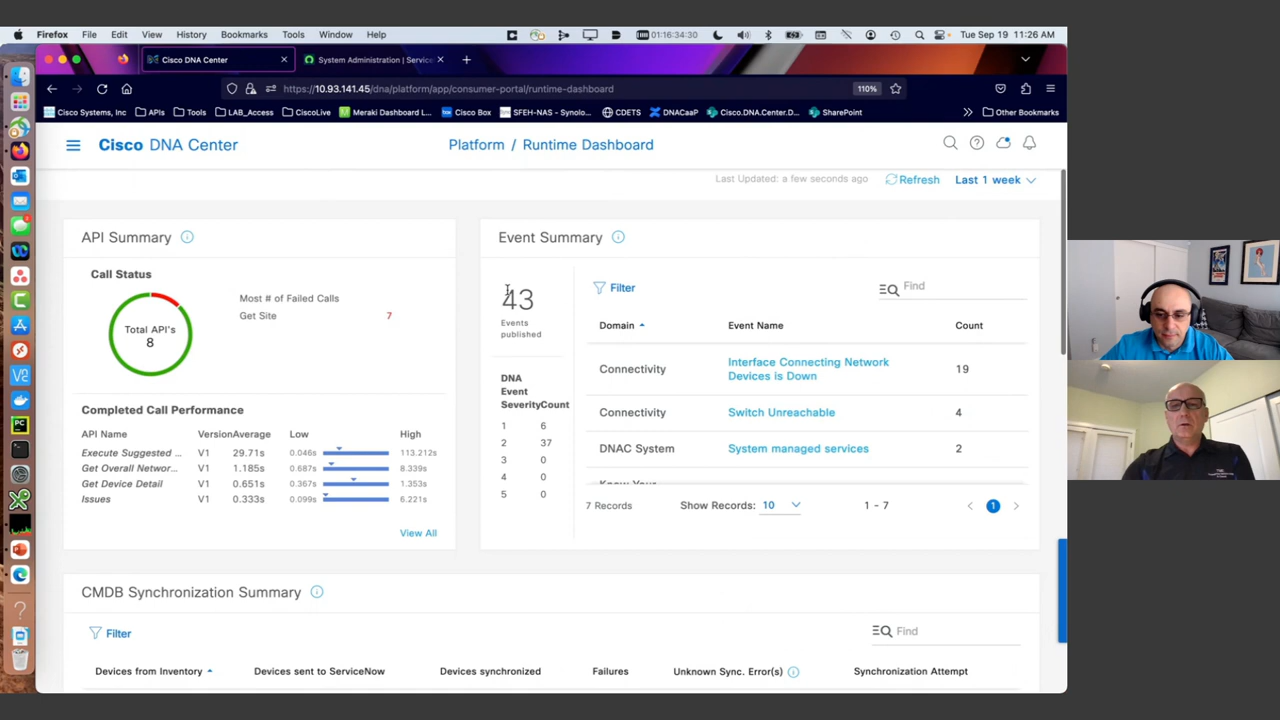 Firefox File Edit View History Bookmarks Tools Window Help 01:16:34:30 Tue Sep 19 11:26 AM
Cisco DNA Center System Administration | Service
https://10.93.141.45/dna/platform/app/consumer-portal/runtime-dashboard 110%
Cisco Systems, Inc APIs Tools LAB_Access CiscoLive Meraki Dashboard L... Cisco Box SFEH-NAS - Synolo... CDETS DNACaaP Cisco.DNA.Center.D... SharePoint Other Bookmarks
Cisco DNA Center Platform / Runtime Dashboard
Last Updated: a few seconds ago Refresh Last 1 week
API Summary
Call Status
Total API's
8
Most # of Failed Calls
Get Site 7
Completed Call Performance
API Name VersionAverage Low High
Execute Suggested ... V1 29.71s 0.046s 113.212s
Get Overall Networ... V1 1.185s 0.687s 8.339s
Get Device Detail V1 0.651s 0.367s 1.353s
Issues V1 0.333s 0.099s 6.221s
View All
Event Summary
43
Events
published
DNA
Event
SeverityCount
1 6
2 37
3 0
4 0
5 0
Filter Find
Domain Event Name Count
Connectivity Interface Connecting Network
Devices is Down 19
Connectivity Switch Unreachable 4
DNAC System System managed services 2
Know Your
7 Records Show Records: 10 1 - 7 1
CMDB Synchronization Summary
Filter Find
Devices from Inventory Devices sent to ServiceNow Devices synchronized Failures Unknown Sync. Error(s) Synchronization Attempt